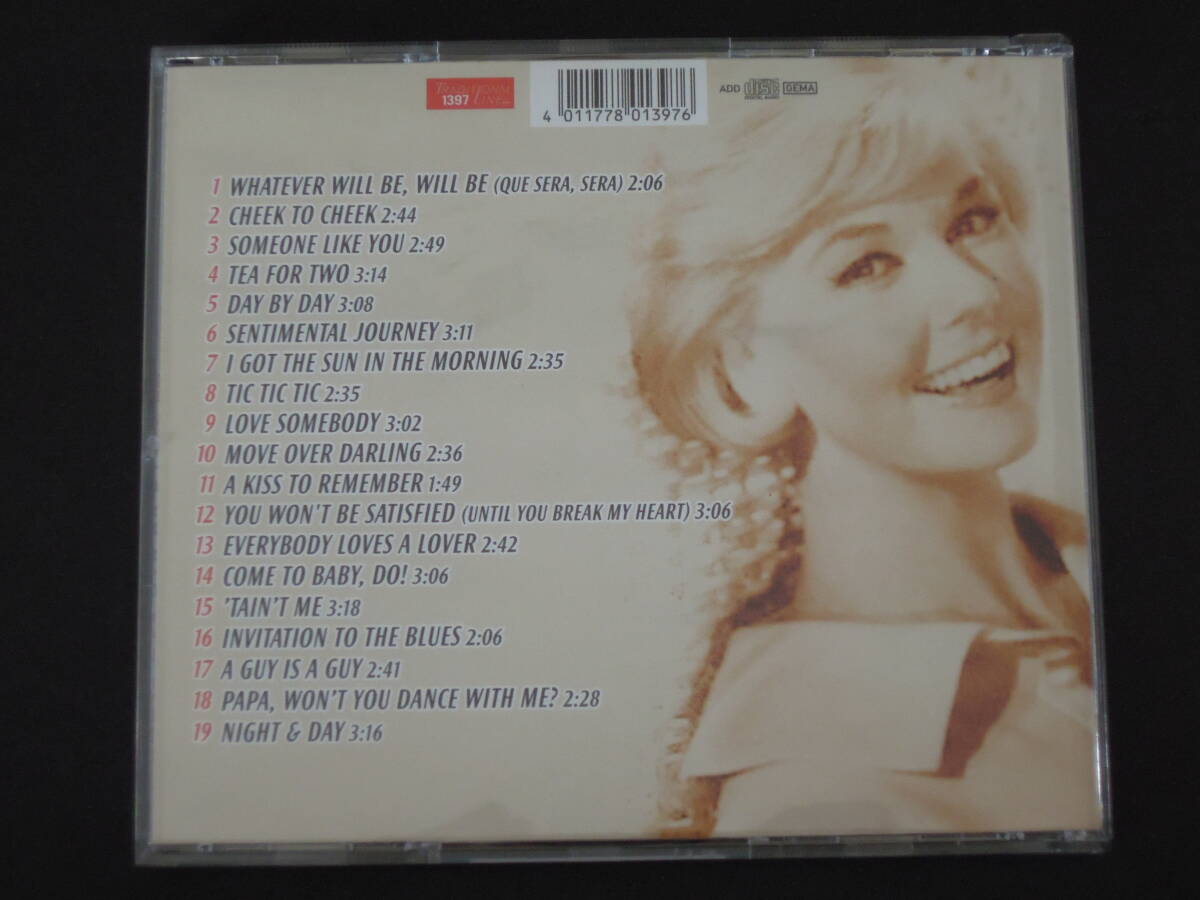 TRADITIONAL LINE
1397
4 011778 013976
ADD DISC DIGITAL AUDIO GEMA
1 WHATEVER WILL BE, WILL BE (QUE SERA, SERA) 2:06
2 CHEEK TO CHEEK 2:44
3 SOMEONE LIKE YOU 2:49
4 TEA FOR TWO 3:14
5 DAY BY DAY 3:08
6 SENTIMENTAL JOURNEY 3:11
7 I GOT THE SUN IN THE MORNING 2:35
8 TIC TIC TIC 2:35
9 LOVE SOMEBODY 3:02
10 MOVE OVER DARLING 2:36
11 A KISS TO REMEMBER 1:49
12 YOU WON'T BE SATISFIED (UNTIL YOU BREAK MY HEART) 3:06
13 EVERYBODY LOVES A LOVER 2:42
14 COME TO BABY, DO! 3:06
15 'TAIN'T ME 3:18
16 INVITATION TO THE BLUES 2:06
17 A GUY IS A GUY 2:41
18 PAPA, WON'T YOU DANCE WITH ME? 2:28
19 NIGHT & DAY 3:16